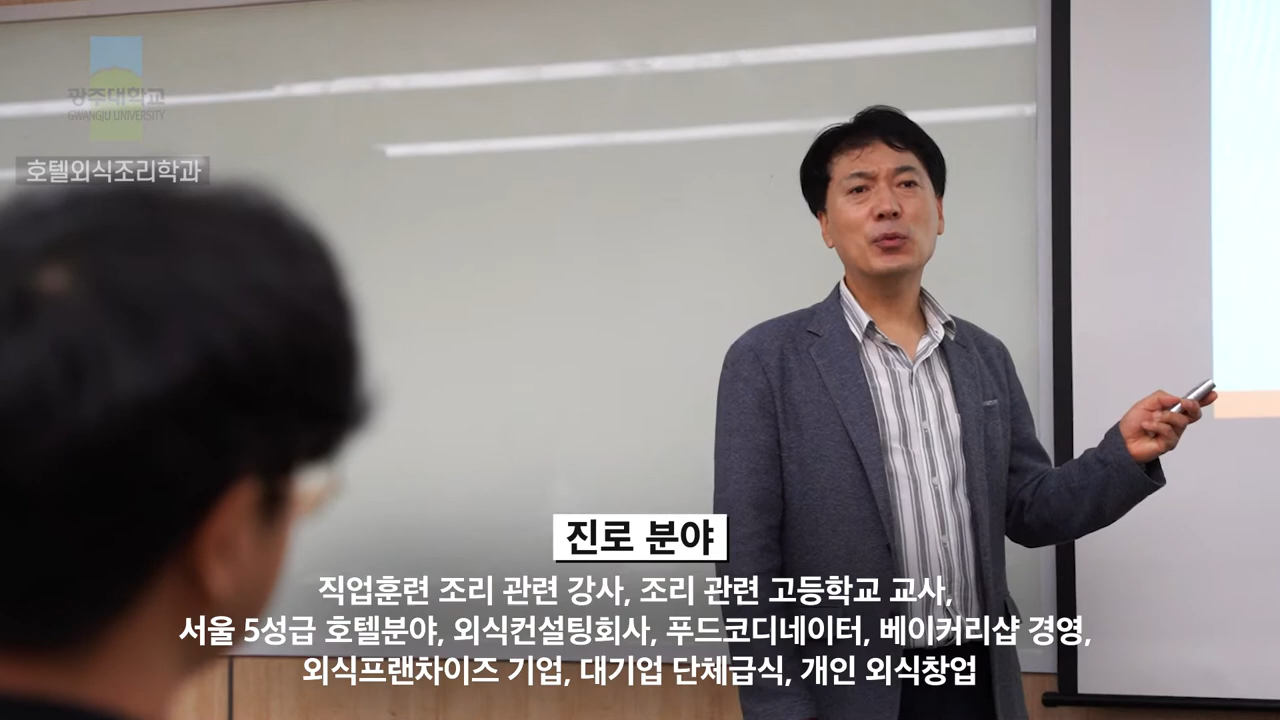 광주대학교
GWANGJU UNIVERSITY
호텔외식조리학과
진로 분야
직업훈련 조리 관련 강사, 조리 관련 고등학교 교사,
서울 5성급 호텔분야, 외식컨설팅회사, 푸드코디네이터, 베이커리샵 경영,
외식프랜차이즈 기업, 대기업 단체급식, 개인 외식창업